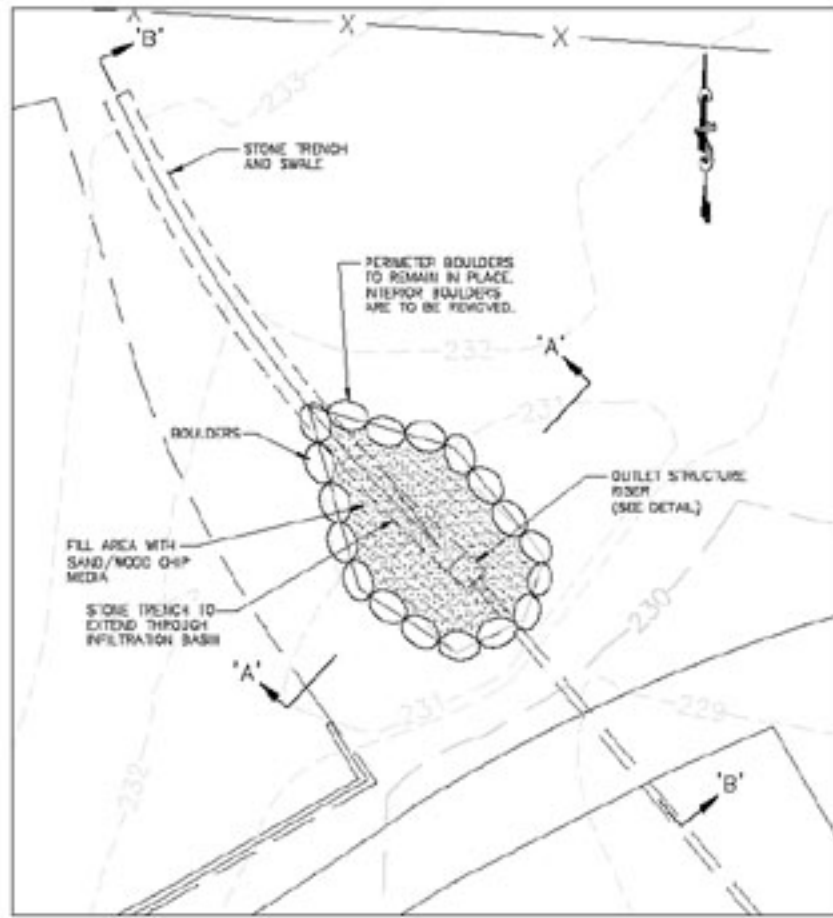 X X X
'B'
233
STONE TRENCH
AND SWALE
PERIMETER BOULDERS
TO REMAIN IN PLACE.
INTERIOR BOULDERS
ARE TO BE REMOVED.
232
'A'
231
BOULDERS
OUTLET STRUCTURE
RISER
(SEE DETAIL)
FILL AREA WITH
SAND/WOOD CHIP
MEDIA
STONE TRENCH TO
EXTEND THROUGH
INFILTRATION BASIN
230
'A'
231
229
232
'B'